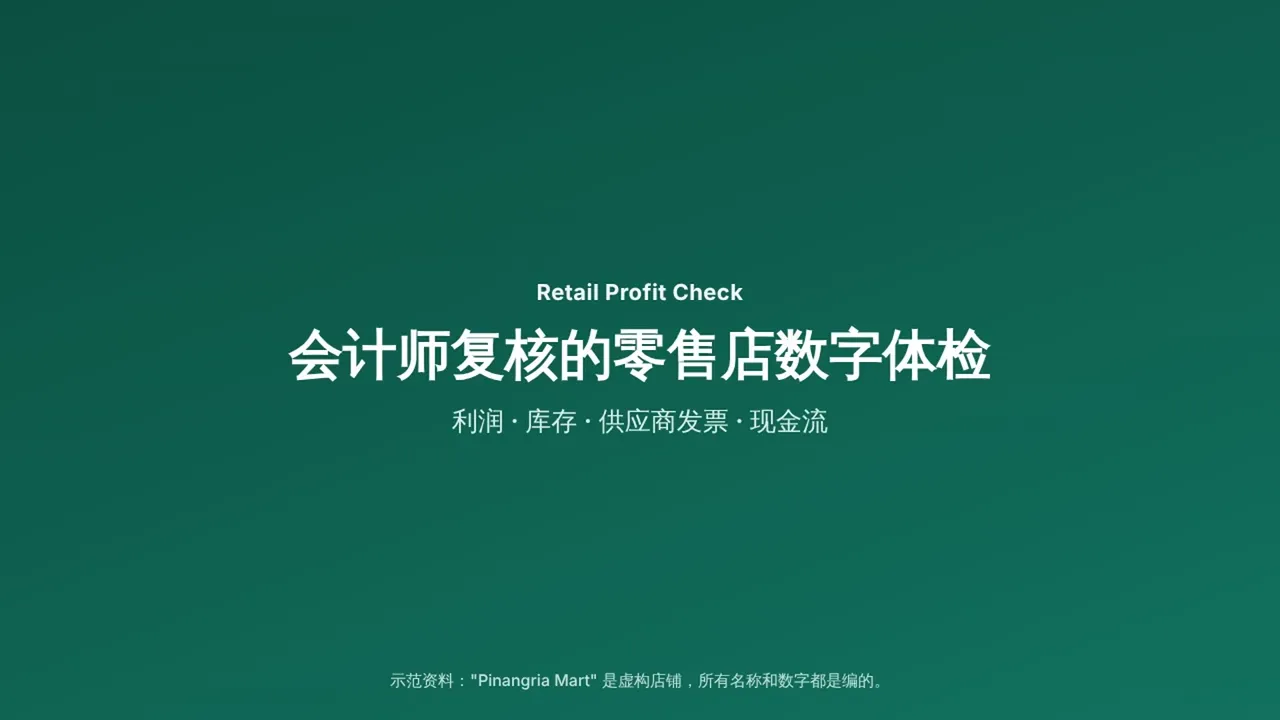 Retail Profit Check
会计师复核的零售店数字体检
利润 · 库存 · 供应商发票 · 现金流
示范资料："Pinangria Mart" 是虚构店铺，所有名称和数字都是编的。